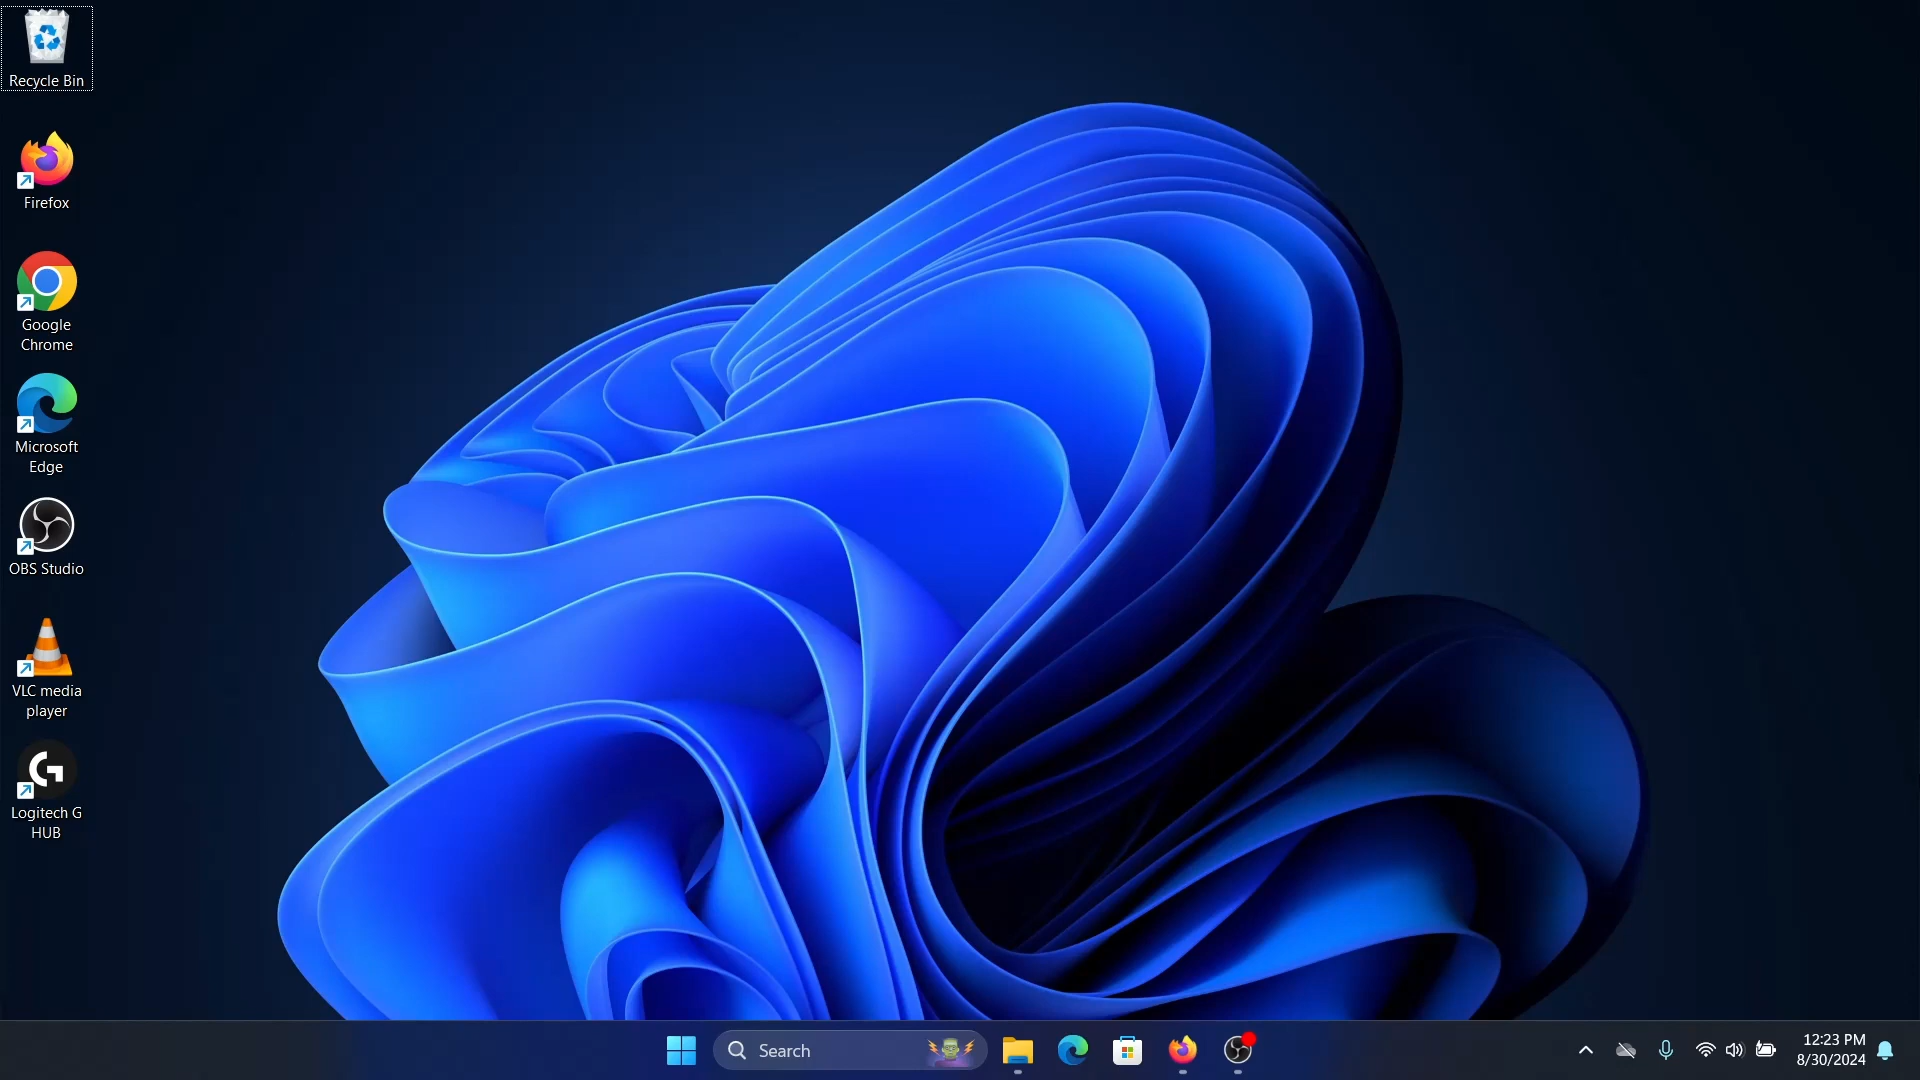 Recycle Bin
Firefox
Google
Chrome
Microsoft
Edge
OBS Studio
VLC media
player
Logitech G
HUB
Search
12:23 PM
8/30/2024